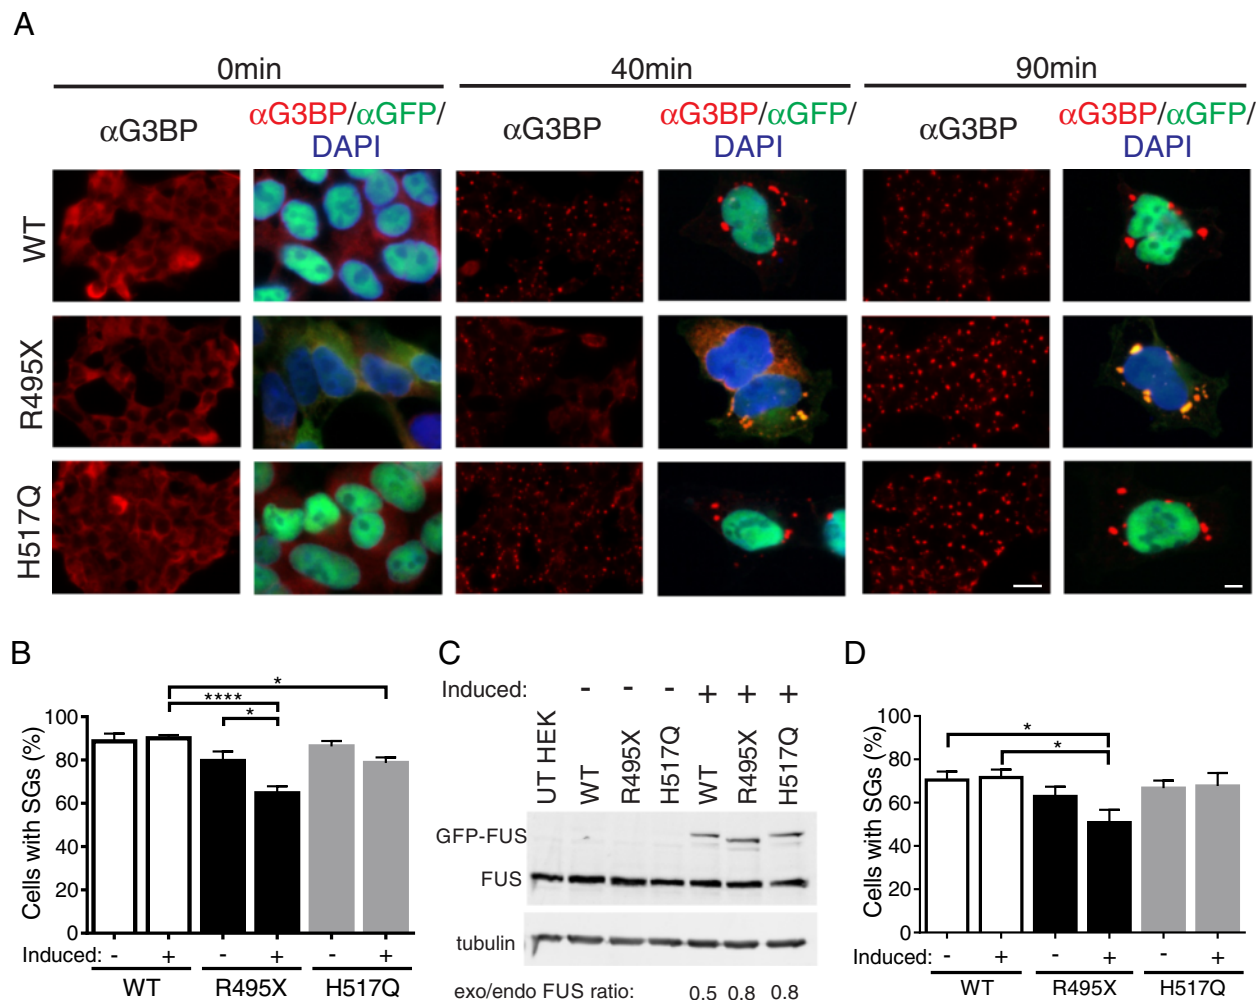 A
0min 40min 90min
αG3BP αG3BP/αGFP/ DAPI αG3BP αG3BP/αGFP/ DAPI αG3BP αG3BP/αGFP/ DAPI
WT
R495X
H517Q
B
*
****
*
Cells with SGs (%)
100
80
60
40
20
0
Induced: - + - + - +
WT R495X H517Q
C
Induced: - - - + + +
UT HEK WT R495X H517Q WT R495X H517Q
GFP-FUS
FUS
tubulin
exo/endo FUS ratio: 0.5 0.8 0.8
D
*
*
Cells with SGs (%)
100
80
60
40
20
0
Induced: - + - + - +
WT R495X H517Q